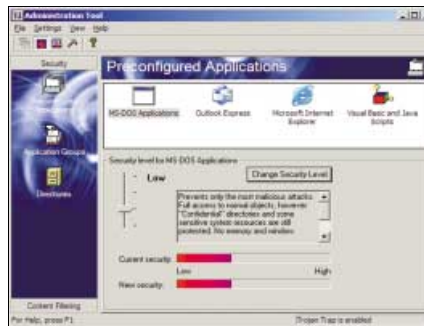 Administration Tool
File Settings View Help
Security
Preconfigured Applications
MS-DOS Applications
Outlook Express
Microsoft Internet Explorer
Visual Basic and Java Scripts
Application Groups
Directories
Security level for MS-DOS Applications
Low
Change Security Level
Prevents only the most malicious attacks.
Full access to normal objects, however
"Confidential" directories and some
sensitive system resources are still
protected. No memory and window
Current security:
Low High
New security:
Content Filtering
For Help, press F1
Trojan Trap is enabled